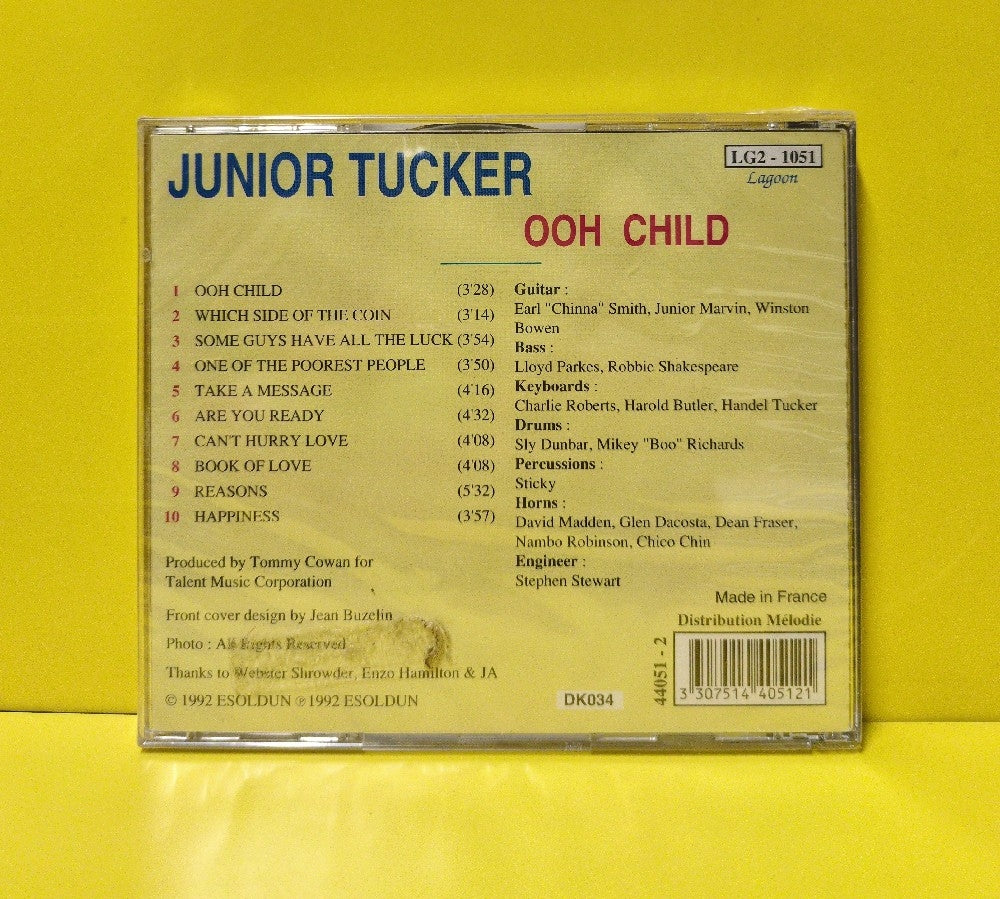 JUNIOR TUCKER
OOH CHILD
LG2 - 1051
Lagoon
1 OOH CHILD (3'28)
2 WHICH SIDE OF THE COIN (3'14)
3 SOME GUYS HAVE ALL THE LUCK (3'54)
4 ONE OF THE POOREST PEOPLE (3'50)
5 TAKE A MESSAGE (4'16)
6 ARE YOU READY (4'32)
7 CAN'T HURRY LOVE (4'08)
8 BOOK OF LOVE (4'08)
9 REASONS (5'32)
10 HAPPINESS (3'57)
Produced by Tommy Cowan for
Talent Music Corporation
Front cover design by Jean Buzelin
Photo : All Rights Reserved
Thanks to Webster Shrowder, Enzo Hamilton & JA
© 1992 ESOLDUN ℗ 1992 ESOLDUN
Guitar :
Earl "Chinna" Smith, Junior Marvin, Winston
Bowen
Bass :
Lloyd Parkes, Robbie Shakespeare
Keyboards :
Charlie Roberts, Harold Butler, Handel Tucker
Drums :
Sly Dunbar, Mikey "Boo" Richards
Percussions :
Sticky
Horns :
David Madden, Glen Dacosta, Dean Fraser,
Nambo Robinson, Chico Chin
Engineer :
Stephen Stewart
Made in France
Distribution Mélodie
DK034
44051 - 2
3 307514 405121